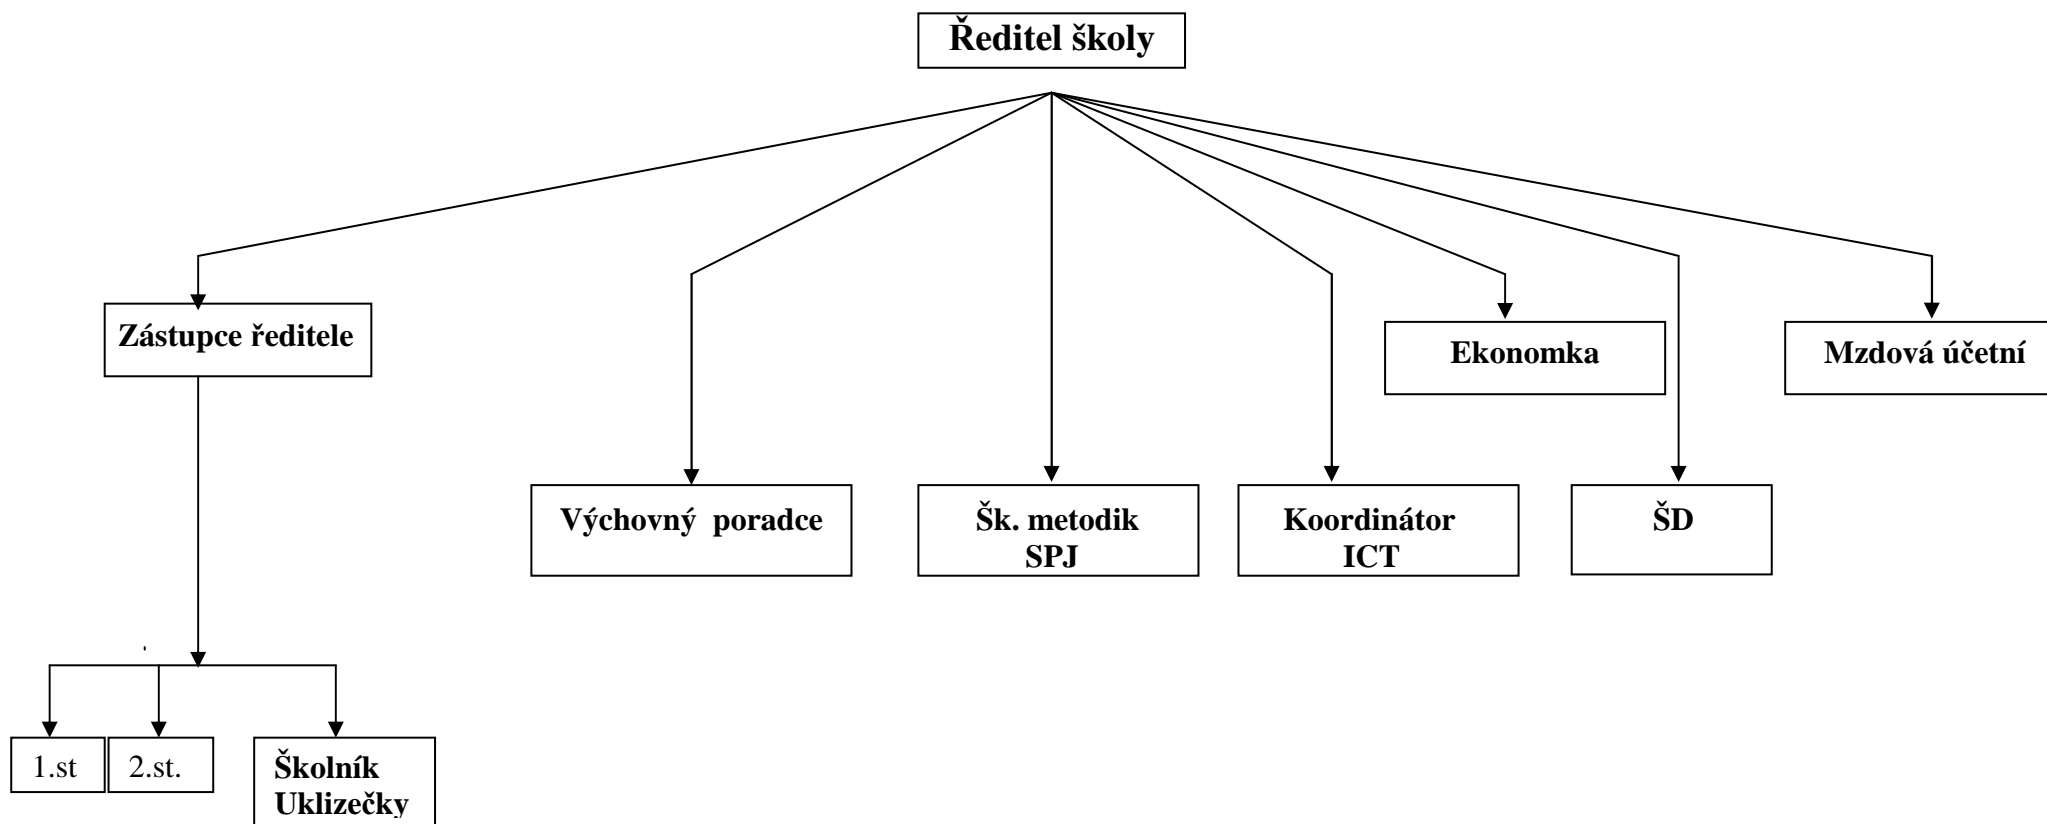 Ředitel školy
Zástupce ředitele
Ekonomka
Mzdová účetní
Výchovný poradce
Šk. metodik
SPJ
Koordinátor
ICT
ŠD
1.st
2.st.
Školník
Uklizečky